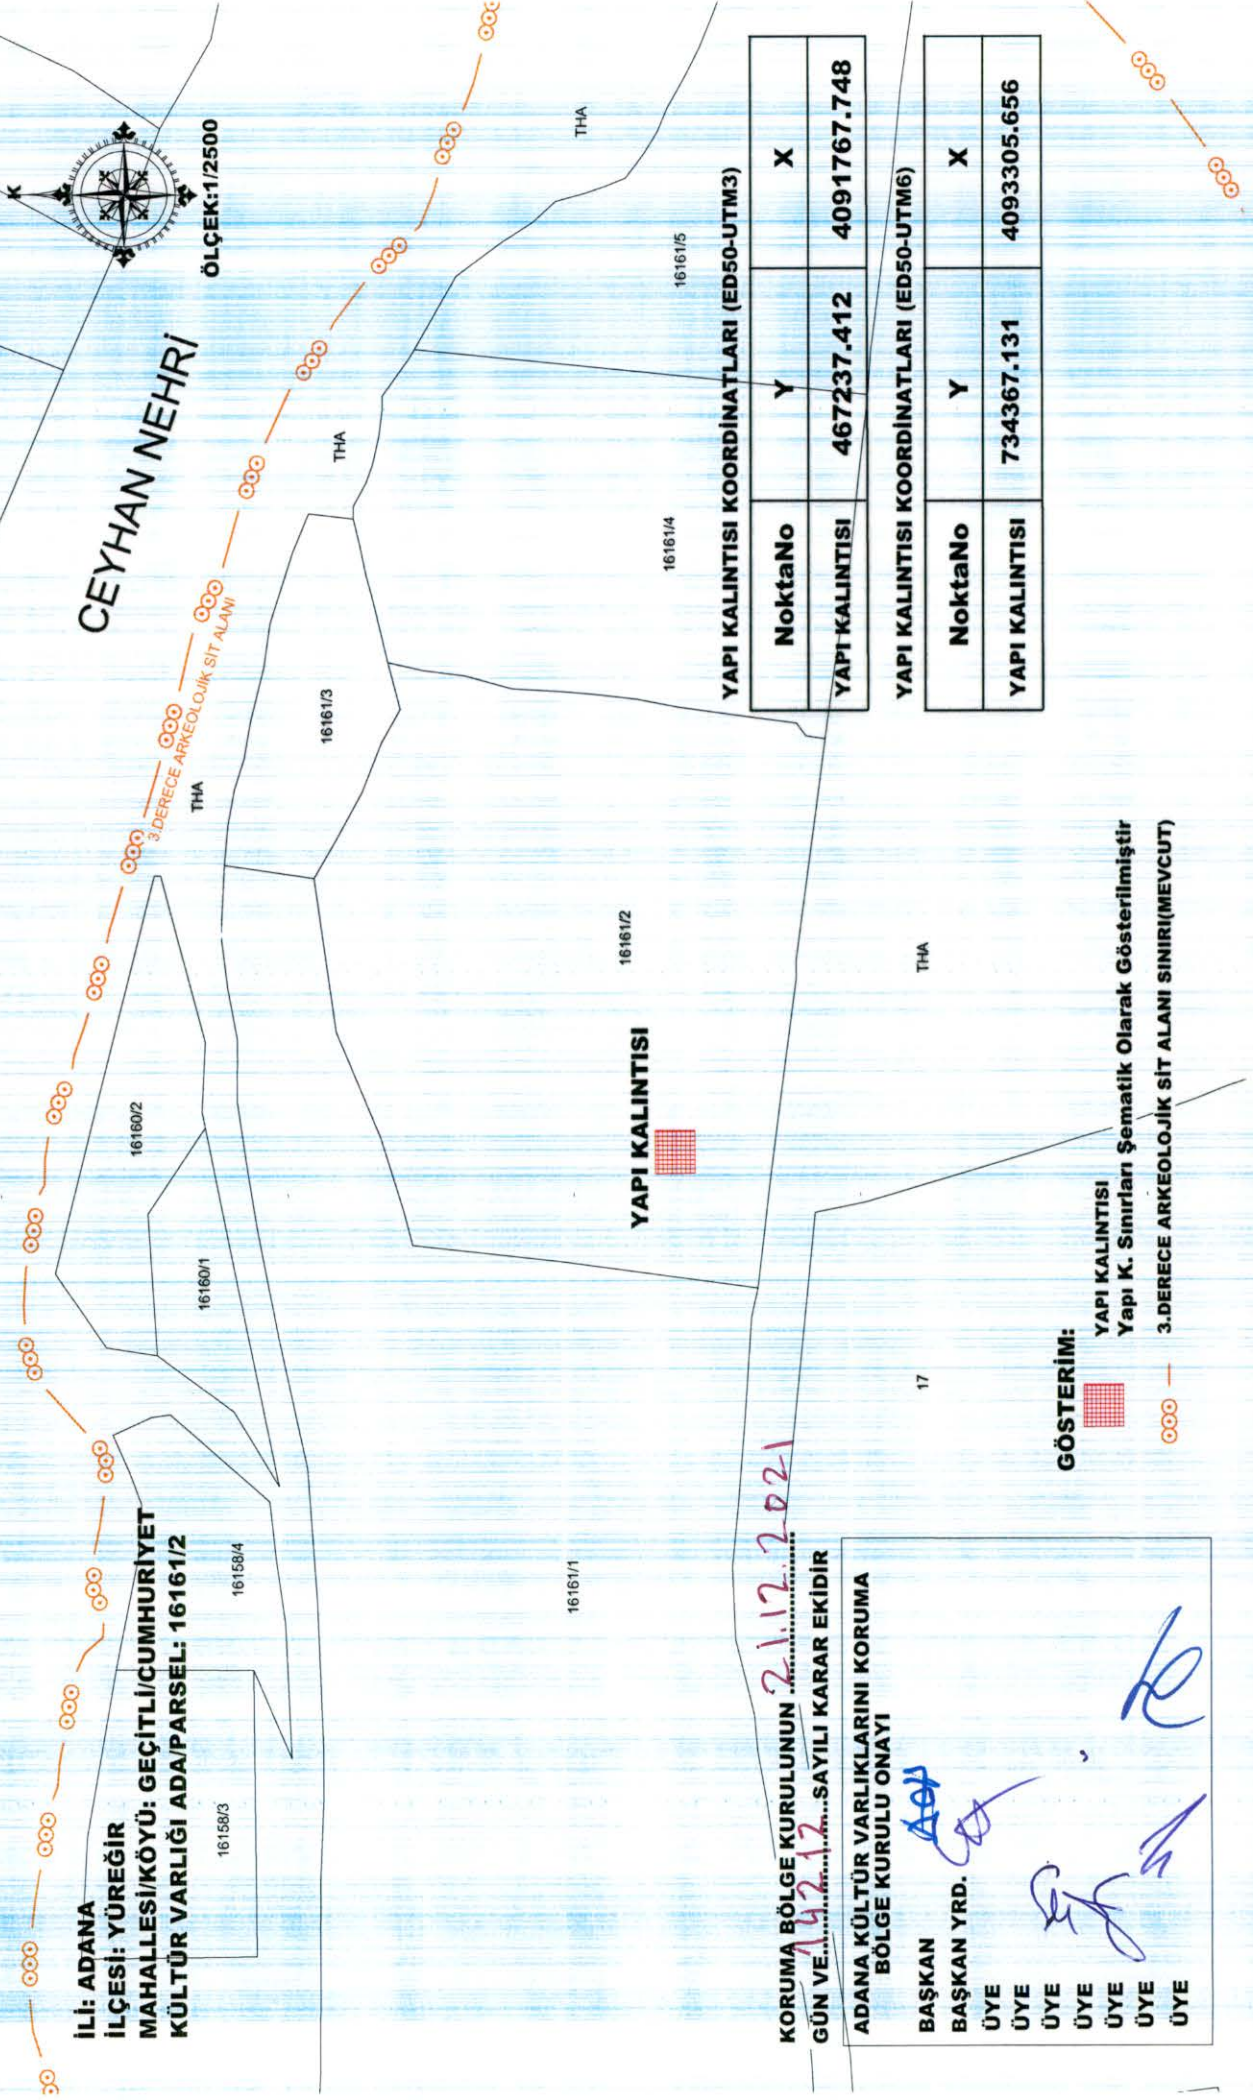 K
ÖLÇEK:1/2500
İLİ: ADANA
İLÇESİ: YÜREĞİR
MAHALLESİ/KÖYÜ: GEÇİTLİ/CUMHURİYET
KÜLTÜR VARLIĞI ADA/PARSEL: 16161/2
CEYHAN NEHRİ
3.DERECE ARKEOLOJİK SİT ALANI
THA
THA
THA
16158/3
16158/4
16160/1
16160/2
16161/3
16161/1
YAPI KALINTISI
16161/2
16161/4
16161/5
THA
17
YAPI KALINTISI KOORDİNATLARI (ED50-UTM3)
NoktaNo Y X
YAPI KALINTISI 467237.412 4091767.748
YAPI KALINTISI KOORDİNATLARI (ED50-UTM6)
NoktaNo Y X
YAPI KALINTISI 734367.131 4093305.656
KORUMA BÖLGE KURULUNUN 21.12.2021
GÜN VE 14212 SAYILI KARAR EKİDİR
ADANA KÜLTÜR VARLIKLARINI KORUMA
BÖLGE KURULU ONAYI
BAŞKAN
BAŞKAN YRD.
ÜYE
ÜYE
ÜYE
ÜYE
ÜYE
ÜYE
ÜYE
GÖSTERİM:
YAPI KALINTISI
Yapı K. Sınırları Şematik Olarak Gösterilmiştir
3.DERECE ARKEOLOJİK SİT ALANI SINIRI(MEVCUT)